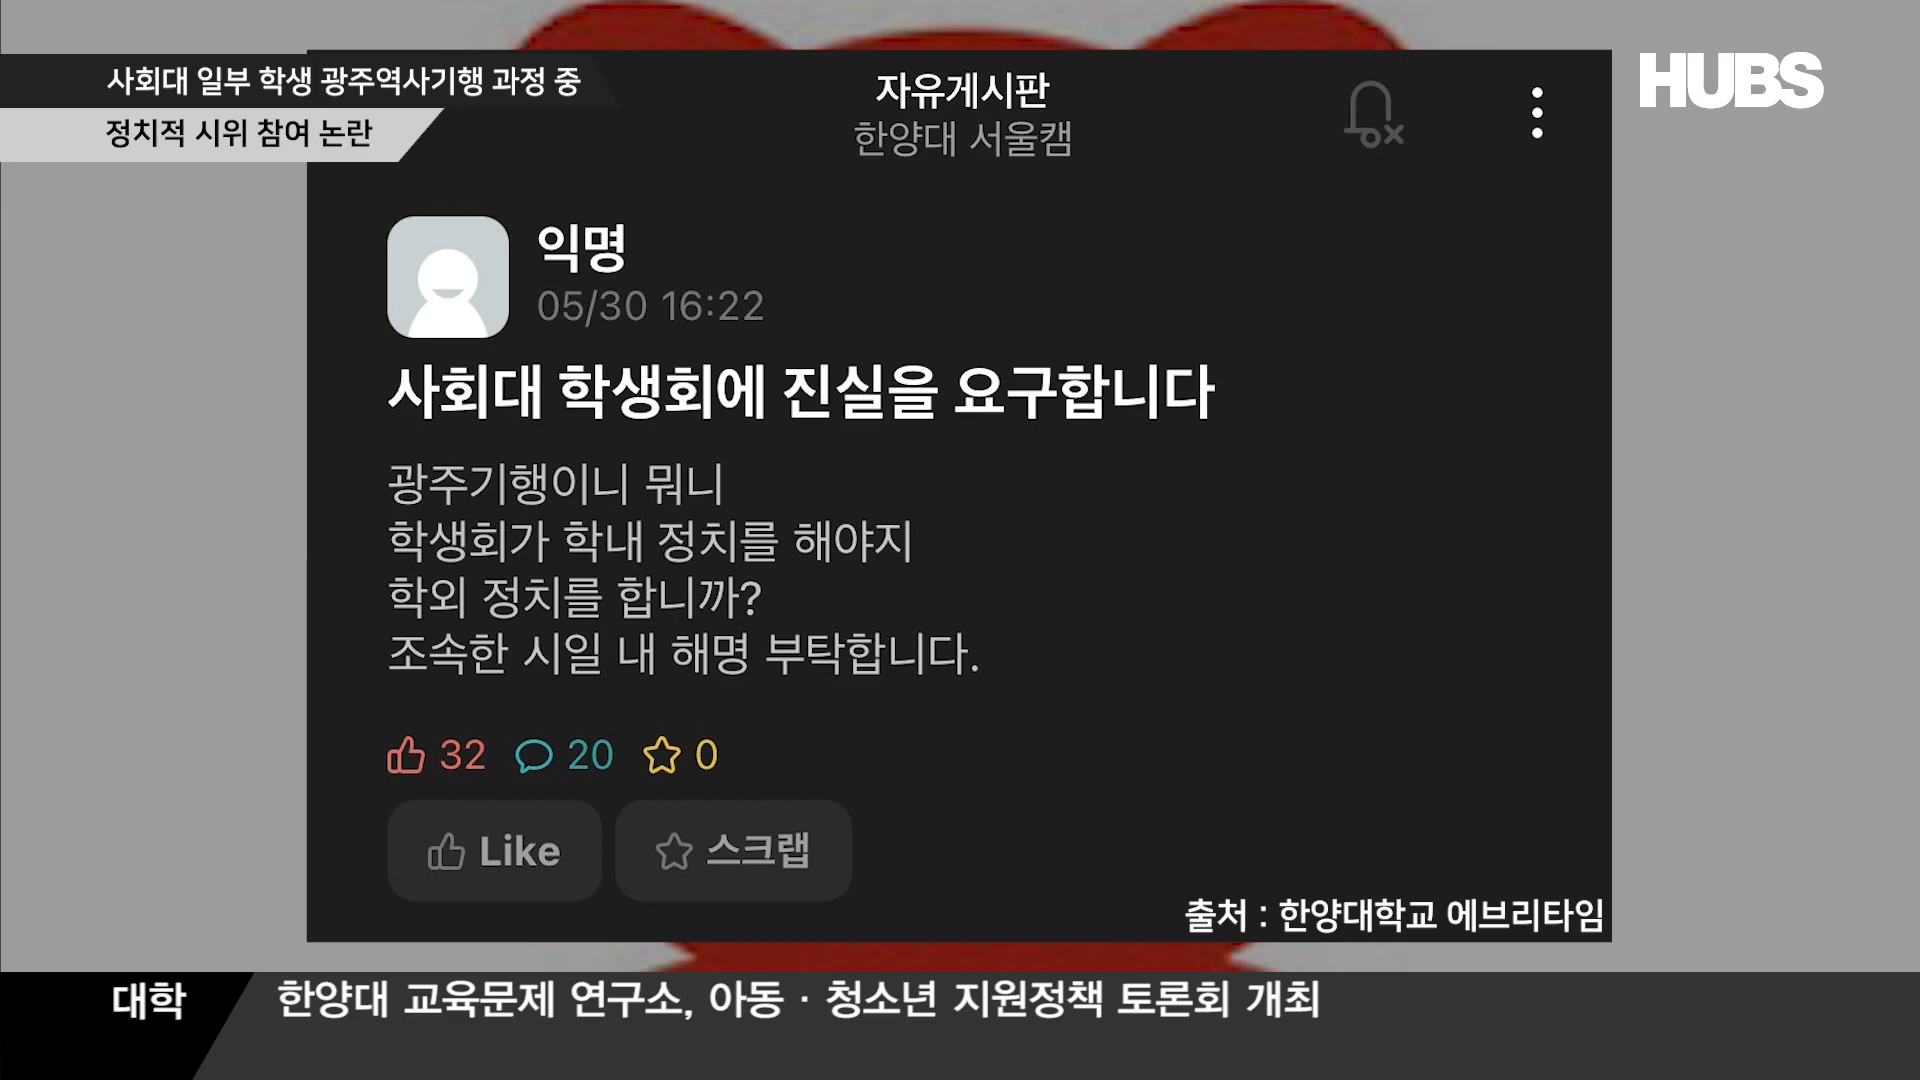 사회대 일부 학생 광주역사기행 과정 중
정치적 시위 참여 논란
HUBS
자유게시판
한양대 서울캠
익명
05/30 16:22
사회대 학생회에 진실을 요구합니다
광주기행이니 뭐니
학생회가 학내 정치를 해야지
학외 정치를 합니까?
조속한 시일 내 해명 부탁합니다.
32 20 0
Like 스크랩
출처 : 한양대학교 에브리타임
대학 한양대 교육문제 연구소, 아동 · 청소년 지원정책 토론회 개최